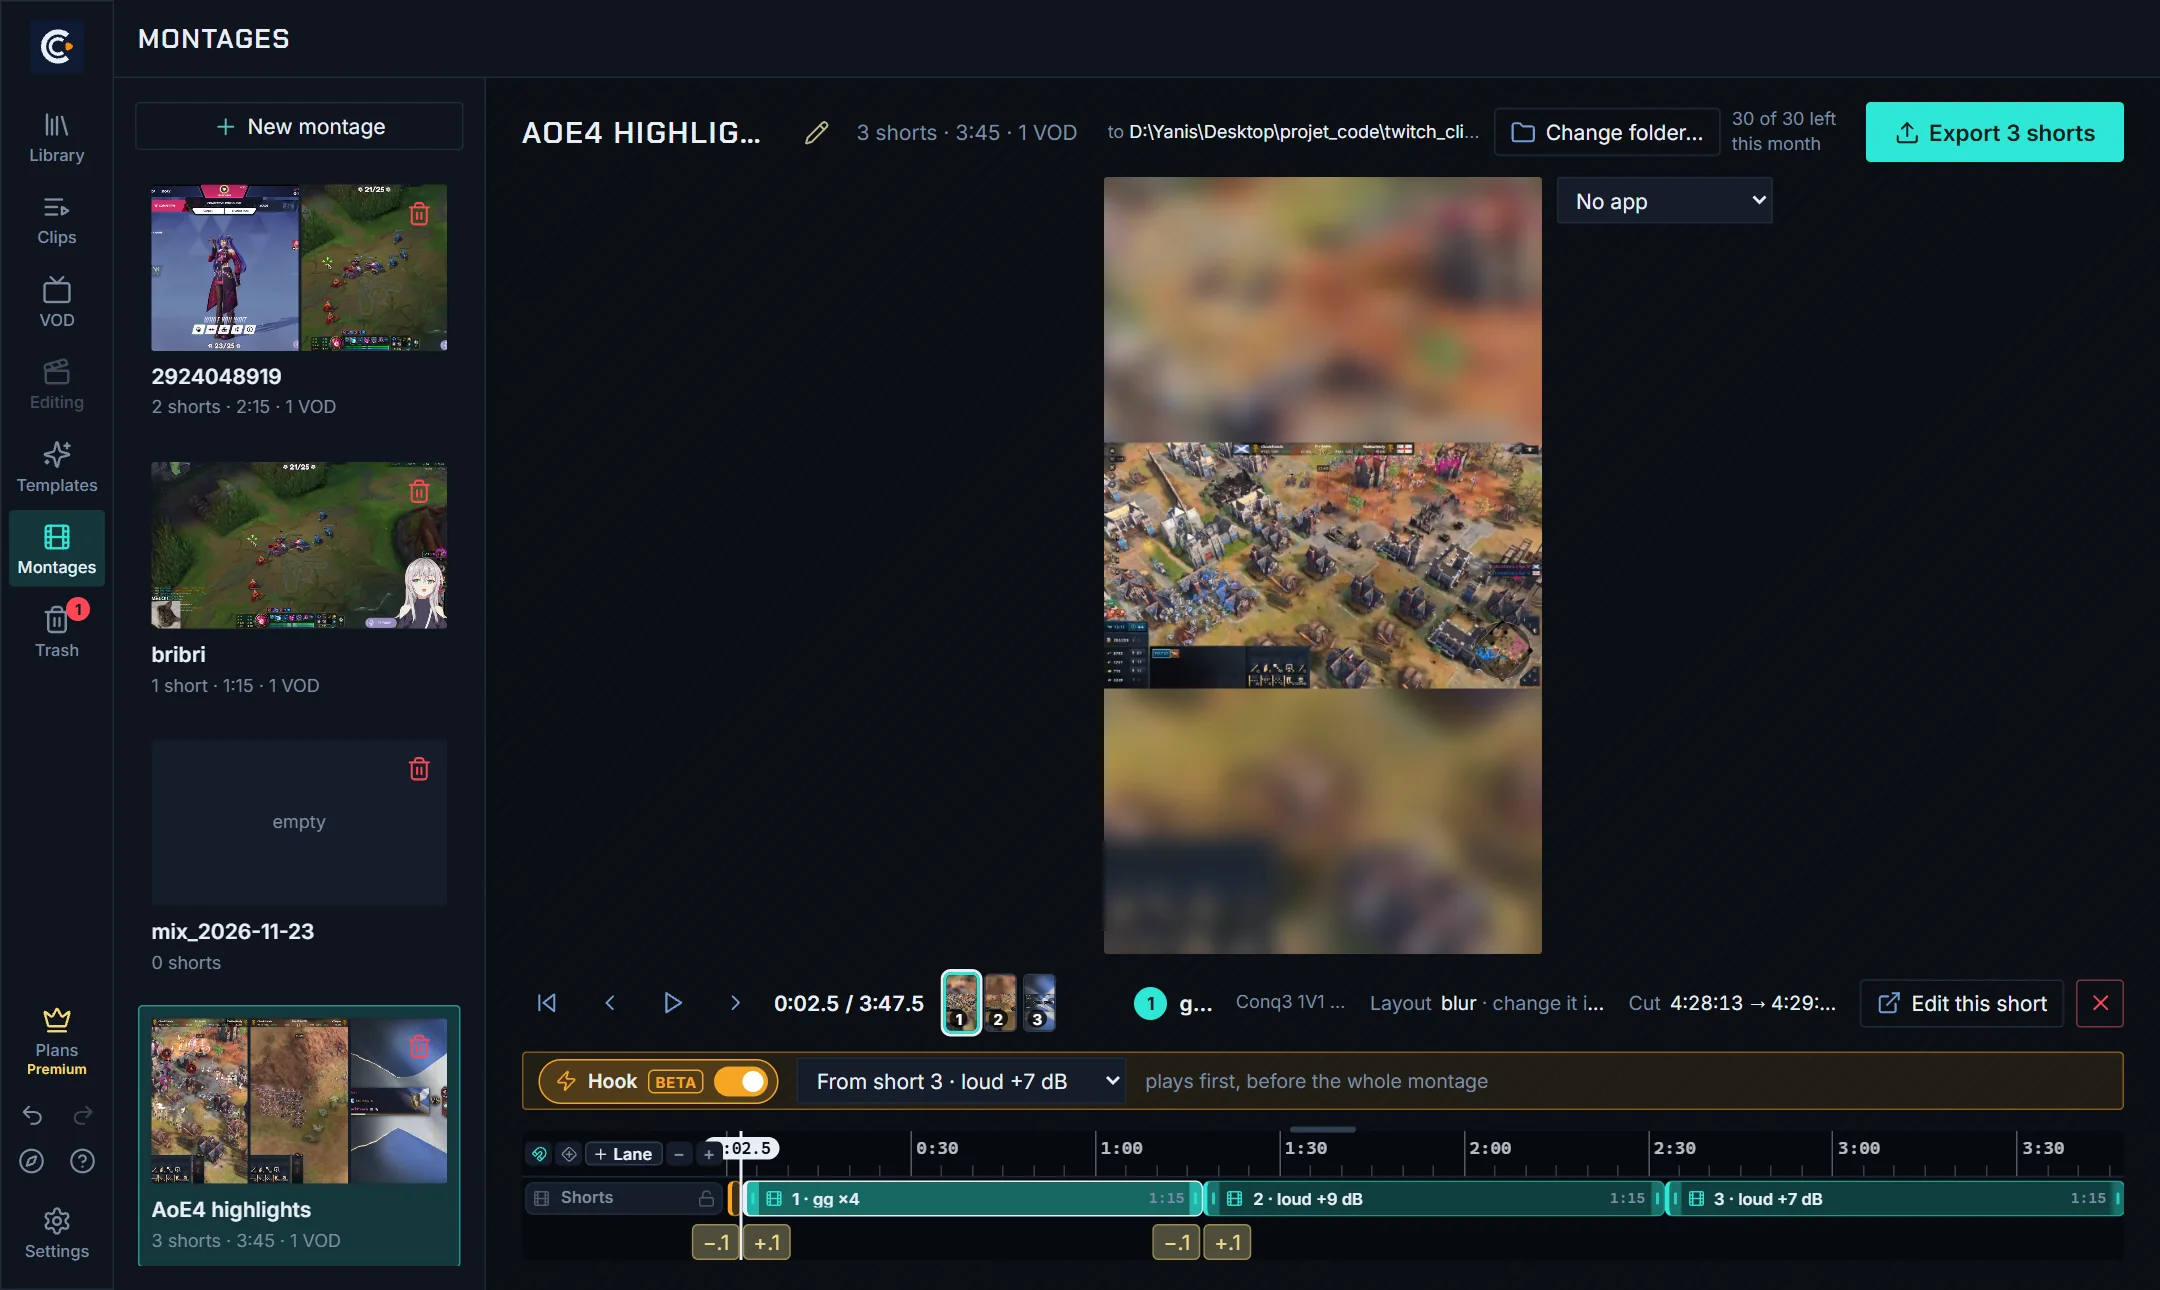 MONTAGES
Library
Clips
VOD
Editing
Templates
Montages
1
Trash
Plans
Premium
Settings
New montage
21/25
23/25
2924048919
2 shorts · 2:15 · 1 VOD
21/25
bribri
1 short · 1:15 · 1 VOD
empty
mix_2026-11-23
0 shorts
AoE4 highlights
3 shorts · 3:45 · 1 VOD
AOE4 HIGHLIG...
3 shorts · 3:45 · 1 VOD
to D:\Yanis\Desktop\projet_code\twitch_cli...
Change folder...
30 of 30 left
this month
Export 3 shorts
No app
0:02.5 / 3:47.5
1
2
3
1 g...
Conq3 1V1 ...
Layout blur · change it i...
Cut 4:28:13 → 4:29:...
Edit this short
Hook BETA
From short 3 · loud +7 dB
plays first, before the whole montage
+ Lane
− +
:02.5
0:30
1:00
1:30
2:00
2:30
3:00
3:30
Shorts
1 · gg ×4
1:15
2 · loud +9 dB
1:15
3 · loud +7 dB
1:15
−.1
+.1
−.1
+.1